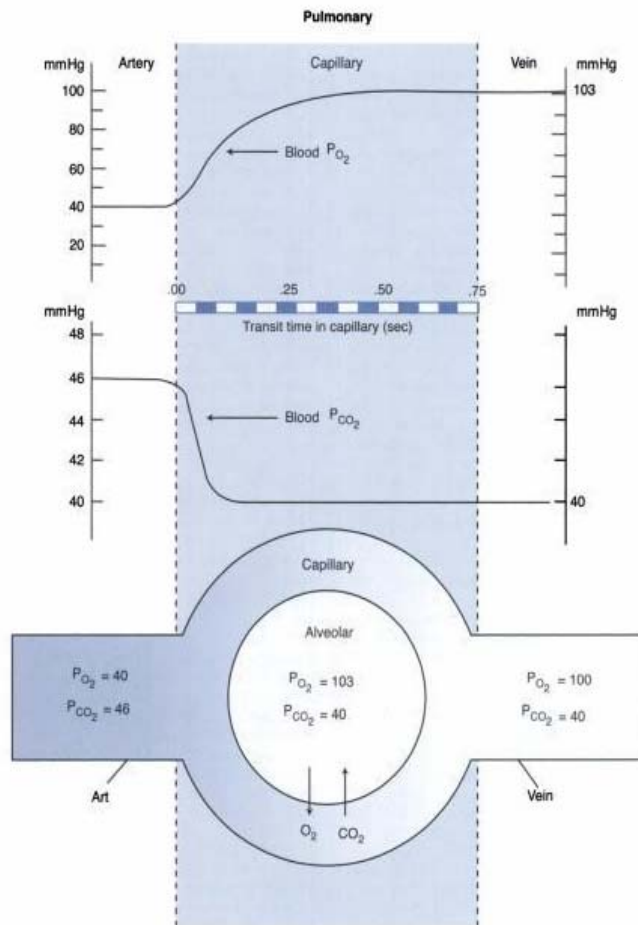 Pulmonary
mmHg Artery Capillary Vein mmHg
100 103
80
Blood PO2
60
40
20
.00 .25 .50 .75
mmHg mmHg
Transit time in capillary (sec)
48
46
44 Blood PCO2
42
40 40
Capillary
Alveolar
PO2 = 40 PO2 = 103 PO2 = 100
PCO2 = 46 PCO2 = 40 PCO2 = 40
Art Vein
O2 CO2